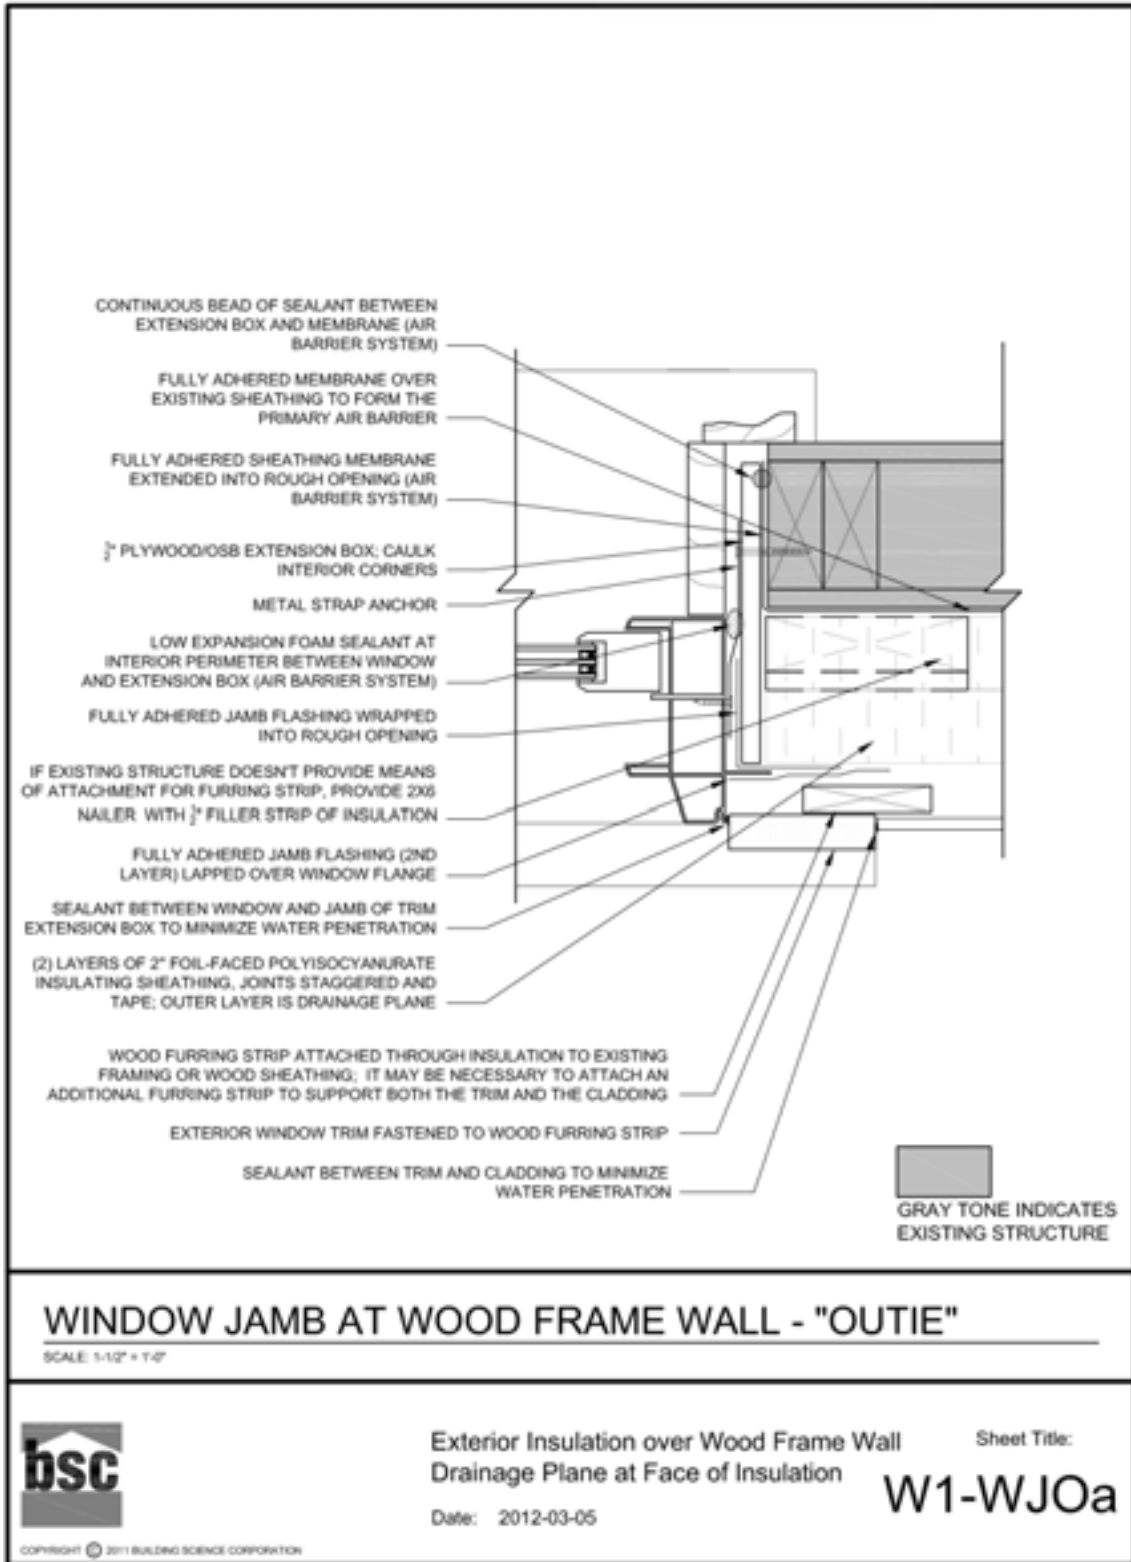 CONTINUOUS BEAD OF SEALANT BETWEEN
EXTENSION BOX AND MEMBRANE (AIR
BARRIER SYSTEM)
FULLY ADHERED MEMBRANE OVER
EXISTING SHEATHING TO FORM THE
PRIMARY AIR BARRIER
FULLY ADHERED SHEATHING MEMBRANE
EXTENDED INTO ROUGH OPENING (AIR
BARRIER SYSTEM)
PLYWOOD/OSB EXTENSION BOX; CAULK
INTERIOR CORNERS
METAL STRAP ANCHOR
LOW EXPANSION FOAM SEALANT AT
INTERIOR PERIMETER BETWEEN WINDOW
AND EXTENSION BOX (AIR BARRIER SYSTEM)
FULLY ADHERED JAMB FLASHING WRAPPED
INTO ROUGH OPENING
IF EXISTING STRUCTURE DOESN'T PROVIDE MEANS
OF ATTACHMENT FOR FURRING STRIP, PROVIDE 2X6
NAILER WITH FILLER STRIP OF INSULATION
FULLY ADHERED JAMB FLASHING (2ND
LAYER) LAPPED OVER WINDOW FLANGE
SEALANT BETWEEN WINDOW AND JAMB OF TRIM
EXTENSION BOX TO MINIMIZE WATER PENETRATION
(2) LAYERS OF 2" FOIL-FACED POLYISOCYANURATE
INSULATING SHEATHING, JOINTS STAGGERED AND
TAPE; OUTER LAYER IS DRAINAGE PLANE
WOOD FURRING STRIP ATTACHED THROUGH INSULATION TO EXISTING
FRAMING OR WOOD SHEATHING; IT MAY BE NECESSARY TO ATTACH AN
ADDITIONAL FURRING STRIP TO SUPPORT BOTH THE TRIM AND THE CLADDING
EXTERIOR WINDOW TRIM FASTENED TO WOOD FURRING STRIP
SEALANT BETWEEN TRIM AND CLADDING TO MINIMIZE
WATER PENETRATION
GRAY TONE INDICATES
EXISTING STRUCTURE
WINDOW JAMB AT WOOD FRAME WALL - "OUTIE"
SCALE: 1-1/2" = 1'-0"
bsc
Exterior Insulation over Wood Frame Wall
Drainage Plane at Face of Insulation
Date: 2012-03-05
Sheet Title:
W1-WJOa
COPYRIGHT © 2011 BUILDING SCIENCE CORPORATION